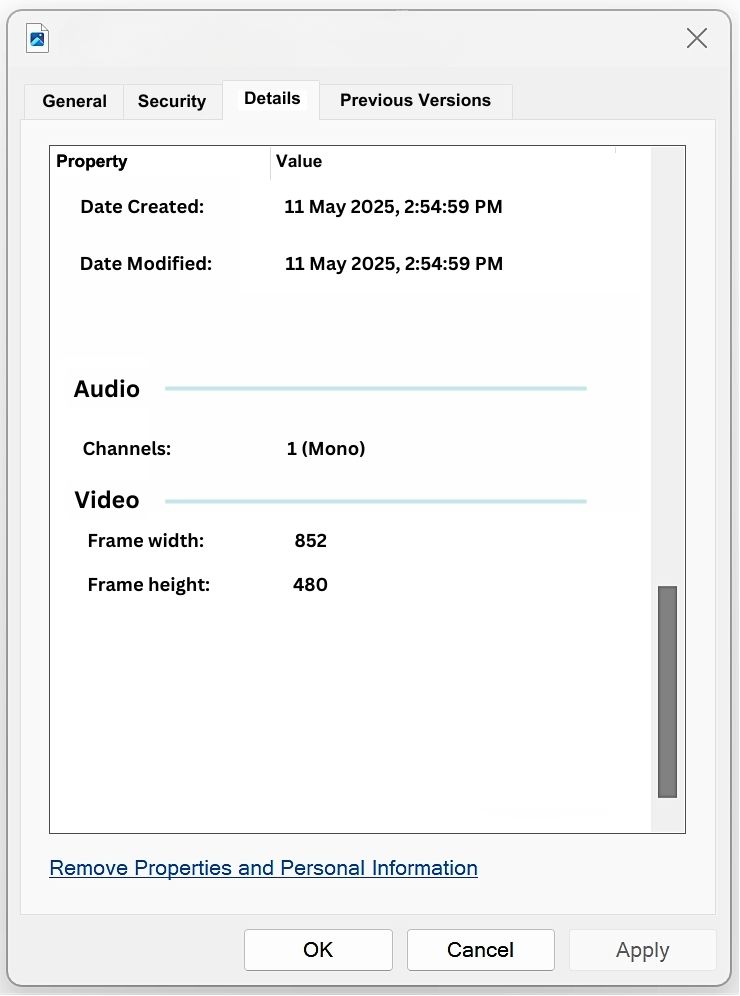 General Security Details Previous Versions
Property Value
Date Created: 11 May 2025, 2:54:59 PM
Date Modified: 11 May 2025, 2:54:59 PM
Audio
Channels: 1 (Mono)
Video
Frame width: 852
Frame height: 480
Remove Properties and Personal Information
OK Cancel Apply